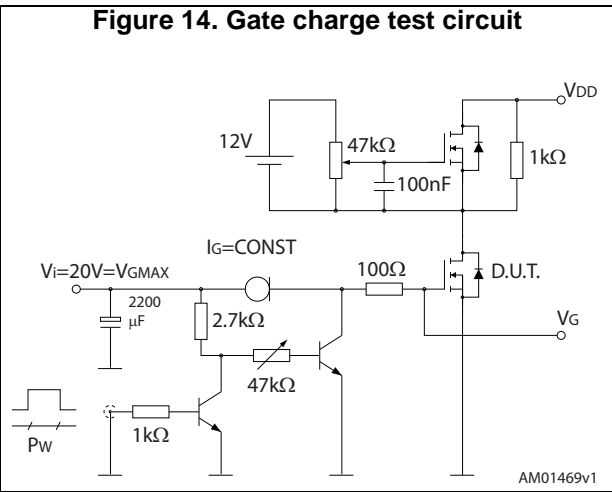 Figure 14. Gate charge test circuit
VDD
12V
47kΩ
1kΩ
100nF
IG=CONST
Vi=20V=VGMAX
100Ω
D.U.T.
2200
μF
2.7kΩ
VG
47kΩ
1kΩ
PW
AM01469v1